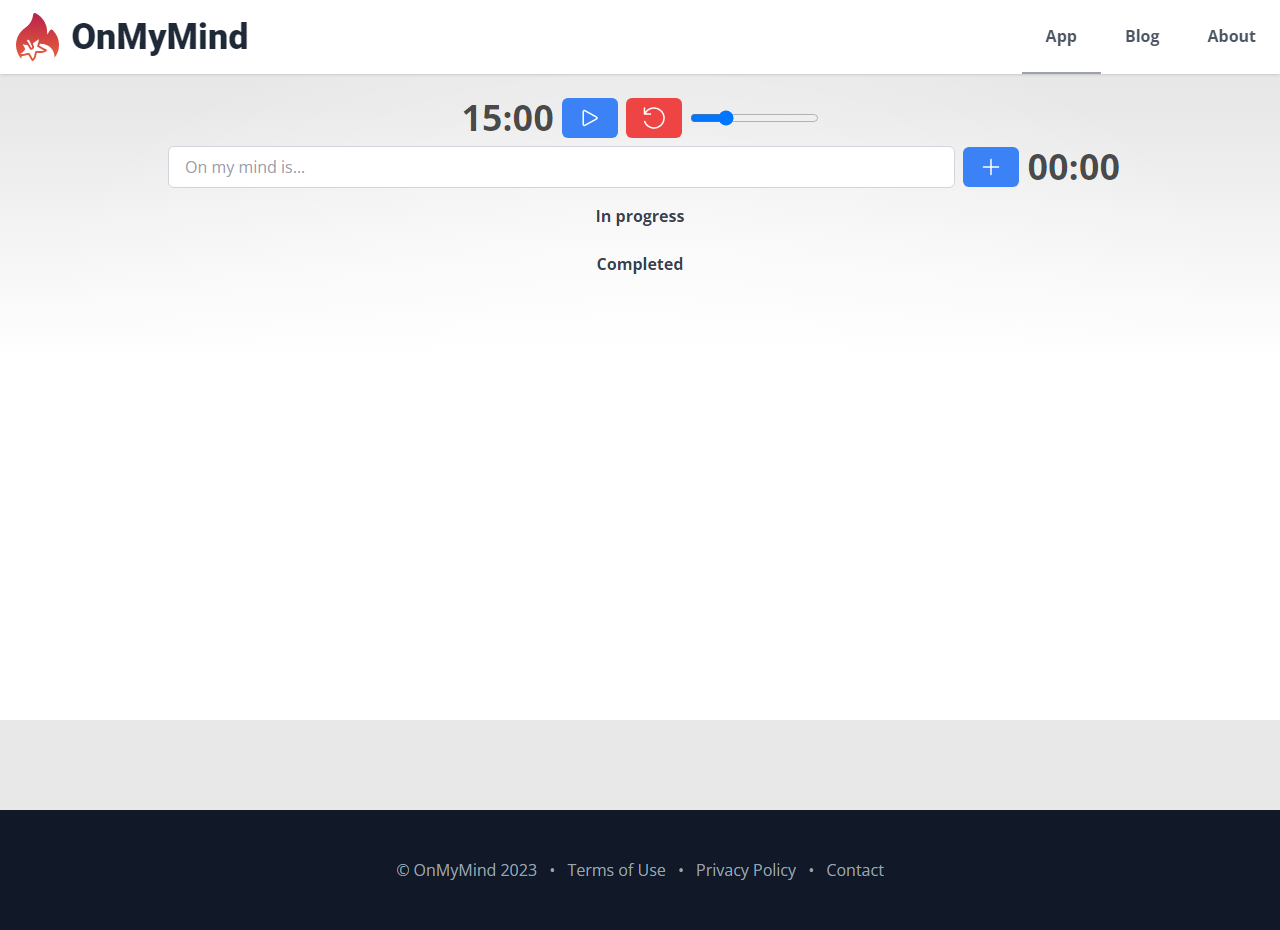 OnMyMind
App
Blog
About
15:00
On my mind is...
00:00
In progress
Completed
© OnMyMind 2023 • Terms of Use • Privacy Policy • Contact